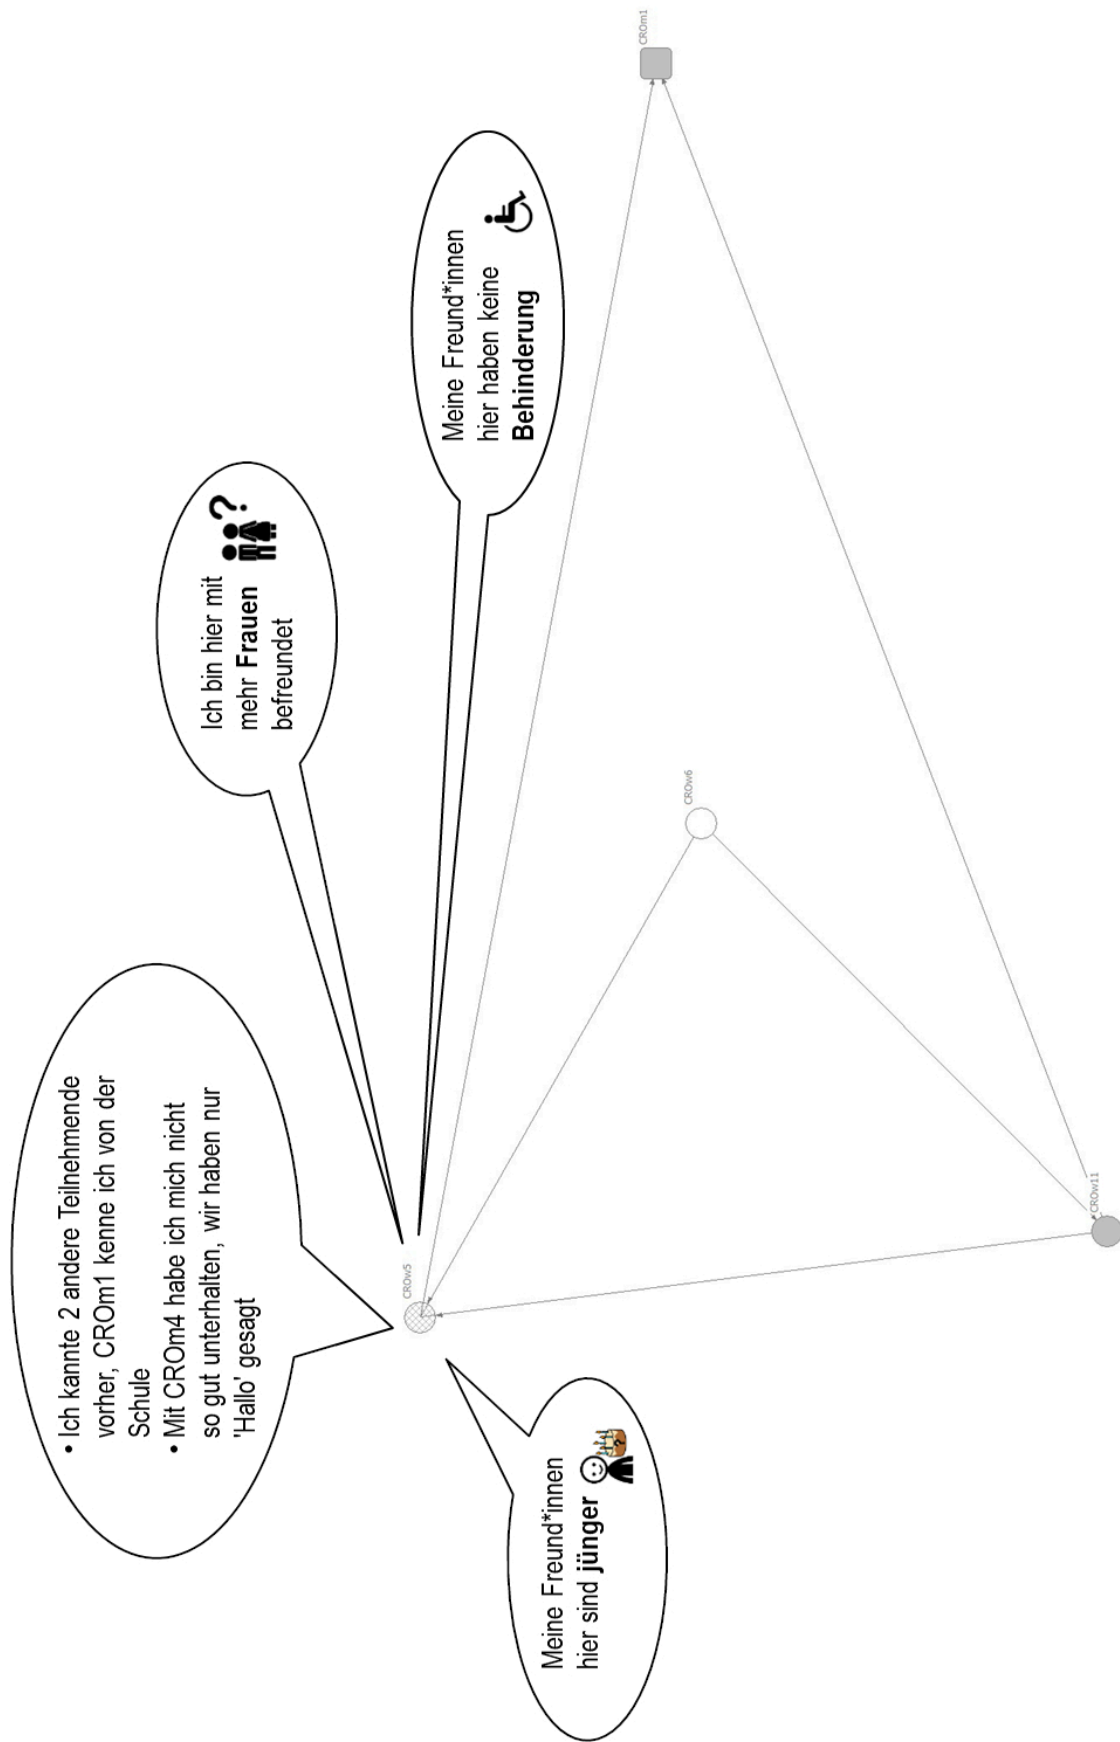 • Ich kannte 2 andere Teilnehmende
vorher, CROm1 kenne ich von der
Schule
• Mit CROm4 habe ich mich nicht
so gut unterhalten, wir haben nur
'Hallo' gesagt
Ich bin hier mit
mehr Frauen
befreundet
?
Meine Freund*innen
hier haben keine
Behinderung
Meine Freund*innen
hier sind jünger
CROw5
CROw6
CROm1
CROw11